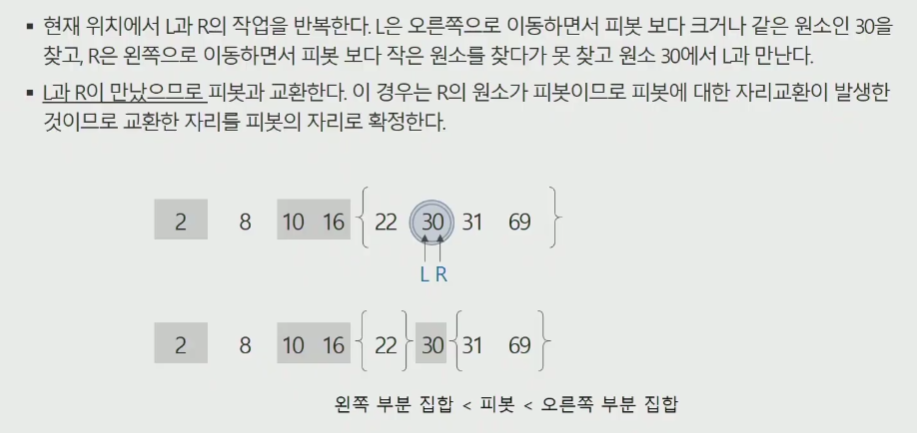 ▪ 현재 위치에서 L과 R의 작업을 반복한다. L은 오른쪽으로 이동하면서 피봇 보다 크거나 같은 원소인 30을
찾고, R은 왼쪽으로 이동하면서 피봇 보다 작은 원소를 찾다가 못 찾고 원소 30에서 L과 만난다.
▪ L과 R이 만났으므로 피봇과 교환한다. 이 경우는 R의 원소가 피봇이므로 피봇에 대한 자리교환이 발생한
것이므로 교환한 자리를 피봇의 자리로 확정한다.
2 8 10 16 { 22 30 31 69 }
L R
2 8 10 16 { 22 } 30 { 31 69 }
왼쪽 부분 집합 < 피봇 < 오른쪽 부분 집합